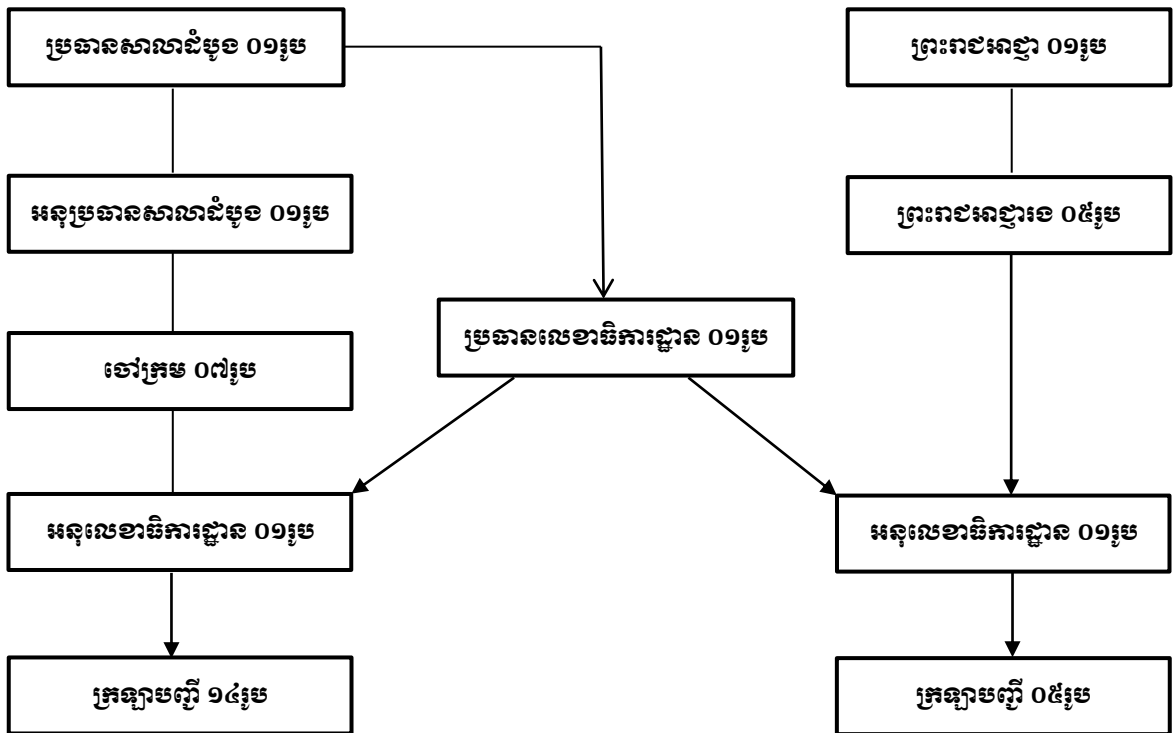 ប្រធានសាលាដំបូង ០១រូប
ព្រះរាជអាជ្ញា ០១រូប
អនុប្រធានសាលាដំបូង ០១រូប
ព្រះរាជអាជ្ញារង ០៥រូប
ប្រធានលេខាធិការដ្ឋាន ០១រូប
ចៅក្រម ០៧រូប
អនុលេខាធិការដ្ឋាន ០១រូប
អនុលេខាធិការដ្ឋាន ០១រូប
ក្រឡាបញ្ជី ១៤រូប
ក្រឡាបញ្ជី ០៥រូប